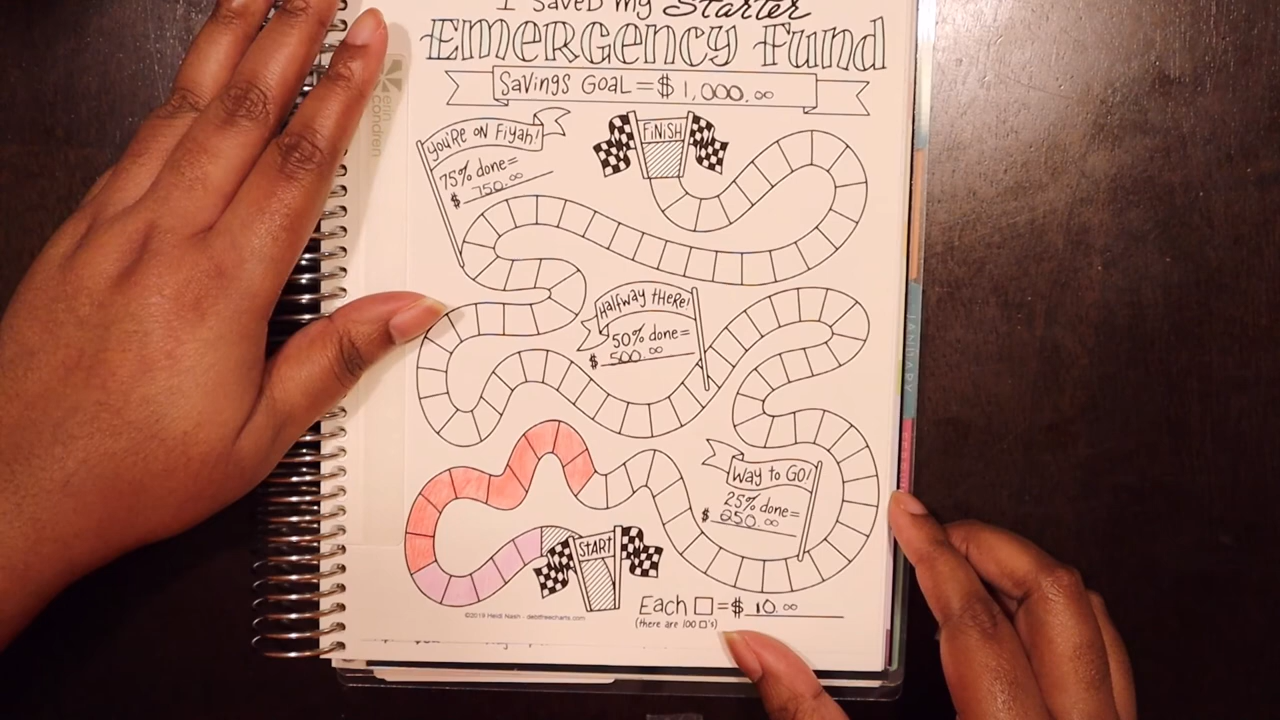 I saved my Starter
Emergency Fund
Savings Goal = $ 1,000.00
You're on Fiyah!
75% done=
$ 750.00
Finish
Halfway There!
50% done=
$ 500.00
Way to Go!
25% done=
$ 250.00
Start
Each □ = $ 10.00
(there are 100 □'s)
©2019 Heidi Nash - debtfreecharts.com
erin
condren
JANUARY